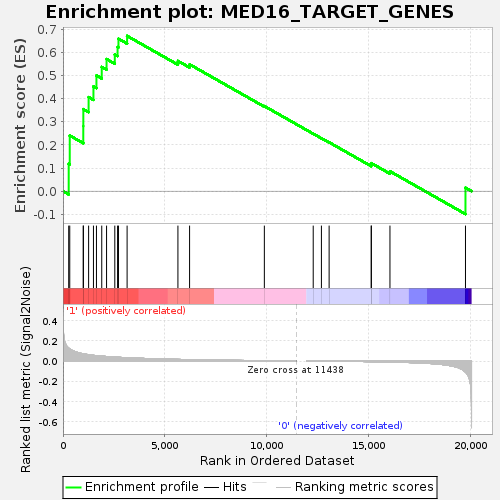 Enrichment plot: MED16_TARGET_GENES
Enrichment score (ES)
0.7
0.6
0.5
0.4
0.3
0.2
0.1
0.0
-0.1
Ranked list metric (Signal2Noise)
'1' (positively correlated)
0.4
0.2
0.0
-0.2
-0.4
-0.6
Zero cross at 11438
'0' (negatively correlated)
0
5,000
10,000
15,000
20,000
Rank in Ordered Dataset
Enrichment profile
Hits
Ranking metric scores